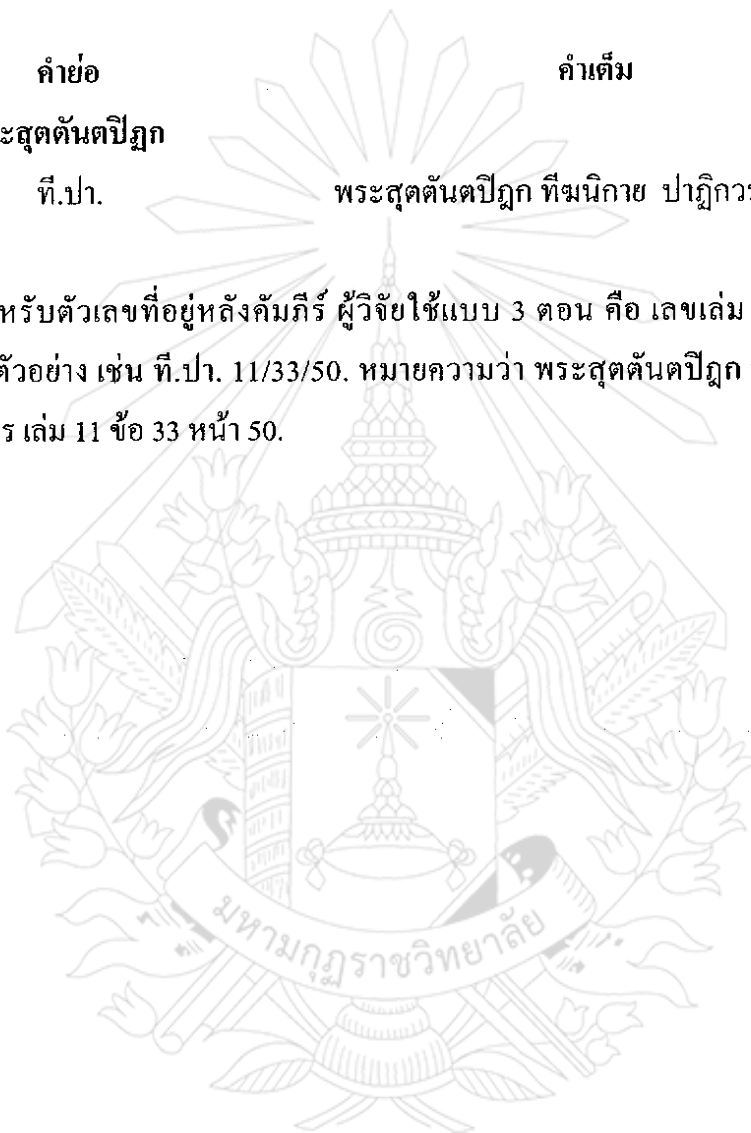 คำย่อ คำเต็ม
ะสุตตันตปิฎก
ที.ปา. พระสุตตันตปิฎก ทีฆนิกาย ปาฏิกว
หรับตัวเลขที่อยู่หลังคัมภีร์ ผู้วิจัยใช้แบบ 3 ตอน คือ เลขเล่ม
ตัวอย่าง เช่น ที.ปา. 11/33/50. หมายความว่า พระสุตตันตปิฎก
ร เล่ม 11 ข้อ 33 หน้า 50.
มหามกุฏราชวิทยาลัย